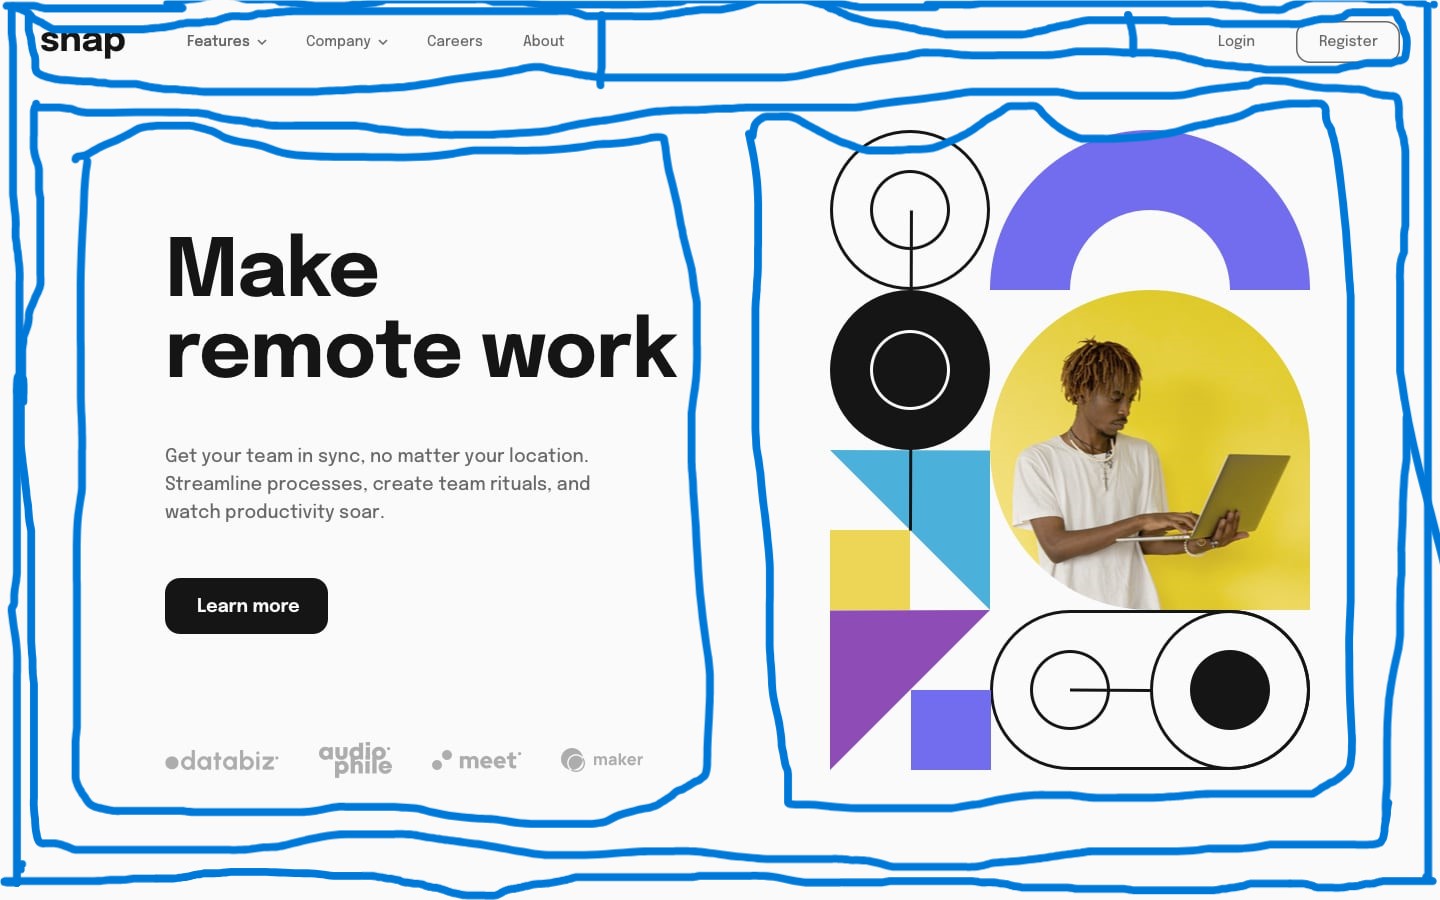 snap
Features Company Careers About Login Register
Make
remote work
Get your team in sync, no matter your location.
Streamline processes, create team rituals, and
watch productivity soar.
Learn more
databiz audiophile meet maker